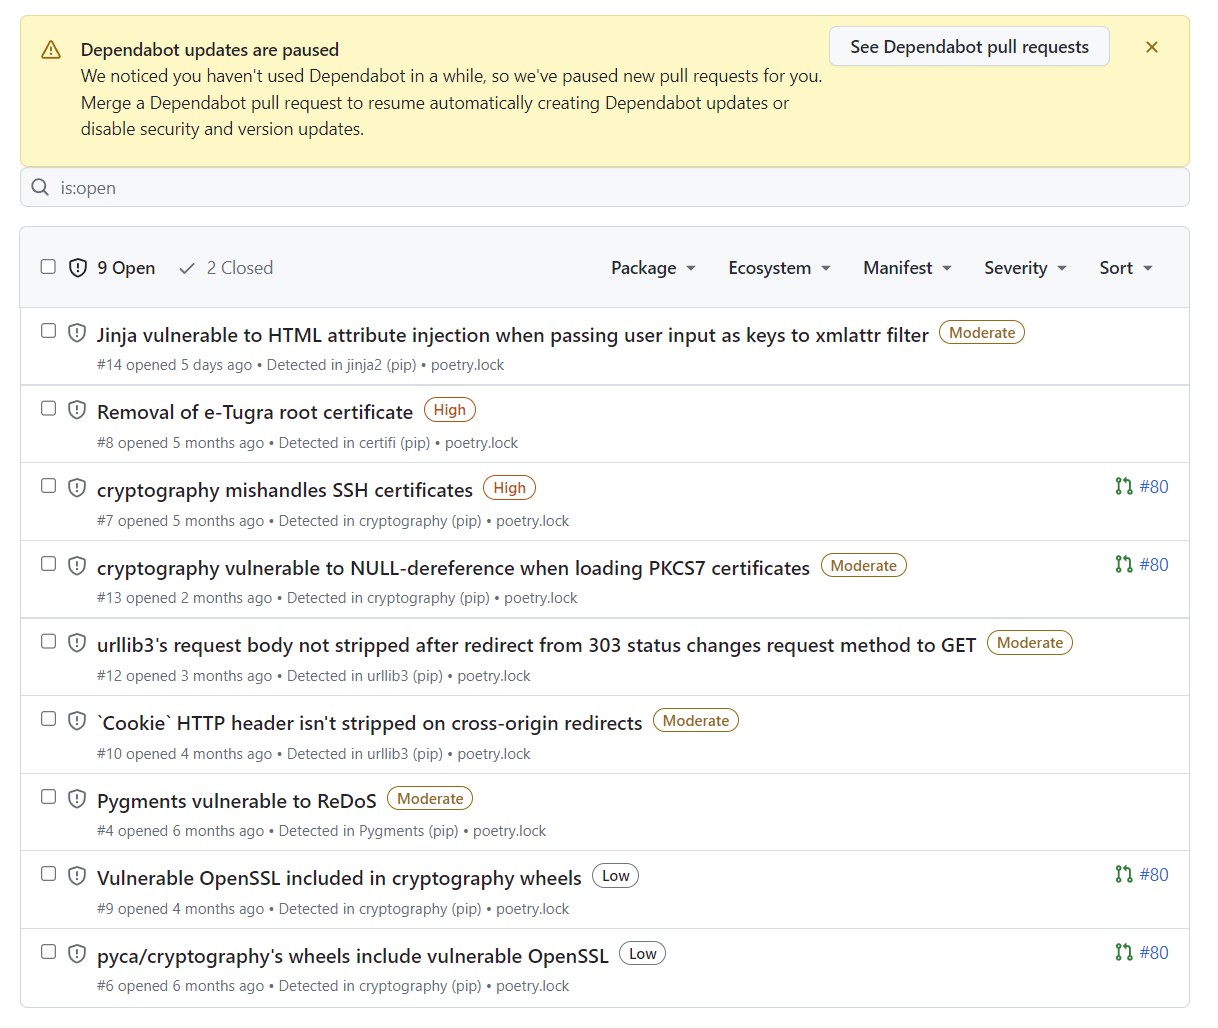 Dependabot updates are paused
We noticed you haven't used Dependabot in a while, so we've paused new pull requests for you.
Merge a Dependabot pull request to resume automatically creating Dependabot updates or
disable security and version updates.
See Dependabot pull requests
is:open
9 Open 2 Closed Package Ecosystem Manifest Severity Sort
Jinja vulnerable to HTML attribute injection when passing user input as keys to xmlattr filter Moderate
#14 opened 5 days ago • Detected in jinja2 (pip) • poetry.lock
Removal of e-Tugra root certificate High
#8 opened 5 months ago • Detected in certifi (pip) • poetry.lock
cryptography mishandles SSH certificates High #80
#7 opened 5 months ago • Detected in cryptography (pip) • poetry.lock
cryptography vulnerable to NULL-dereference when loading PKCS7 certificates Moderate #80
#13 opened 2 months ago • Detected in cryptography (pip) • poetry.lock
urllib3's request body not stripped after redirect from 303 status changes request method to GET Moderate
#12 opened 3 months ago • Detected in urllib3 (pip) • poetry.lock
`Cookie` HTTP header isn't stripped on cross-origin redirects Moderate
#10 opened 4 months ago • Detected in urllib3 (pip) • poetry.lock
Pygments vulnerable to ReDoS Moderate
#4 opened 6 months ago • Detected in Pygments (pip) • poetry.lock
Vulnerable OpenSSL included in cryptography wheels Low #80
#9 opened 4 months ago • Detected in cryptography (pip) • poetry.lock
pyca/cryptography's wheels include vulnerable OpenSSL Low #80
#6 opened 6 months ago • Detected in cryptography (pip) • poetry.lock